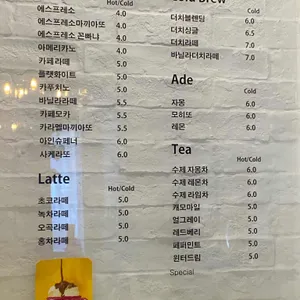 Hot/Cold
에스프레소 4.0
에스프레소마끼아또 4.0
에스프레소 꼰빠나 4.0
아메리카노 4.0
카페라떼 5.0
플랫화이트 5.0
카푸치노 5.0
바닐라라떼 5.5
카페모카 5.5
카라멜마끼아또 5.5
아인슈페너 6.0
사케라또 6.0
Latte
Hot/Cold
초코라떼 5.0
녹차라떼 5.0
오곡라떼 5.0
홍차라떼 5.0
Cold Brew
Cold
더치블렌딩 6.0
더치싱글 6.5
더치라떼 7.0
바닐라더치라떼 7.0
Ade
Cold
자몽 6.0
모히또 6.0
레몬 6.0
Tea
Hot/Cold
수제 자몽차 6.0
수제 레몬차 6.0
수제 라임차 6.0
캐모마일 5.0
얼그레이 5.0
레드베리 5.0
페퍼민트 5.0
윈터드림 5.0
Special